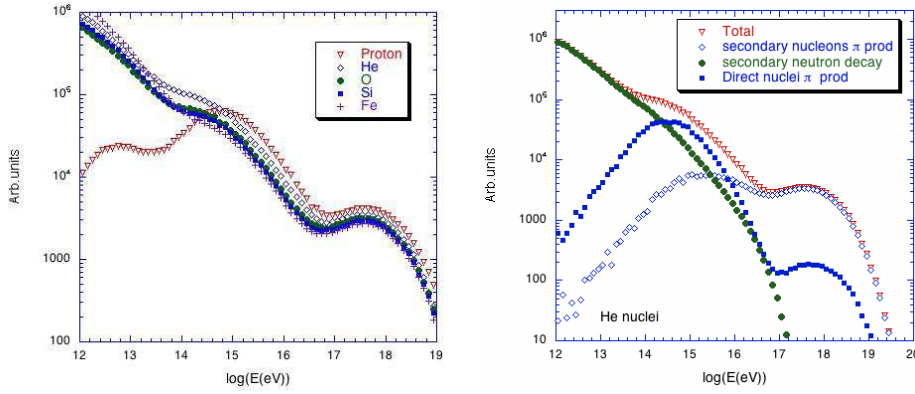 10⁶
10⁵
10⁴
1000
100
Arb.units
12
13
14
15
16
17
18
19
log(E(eV))
Proton
He
O
Si
Fe
10⁶
10⁵
10⁴
1000
100
10
Arb.units
12
13
14
15
16
17
18
19
20
log(E(eV))
Total
secondary nucleons π prod
secondary neutron decay
Direct nuclei π prod
He nuclei